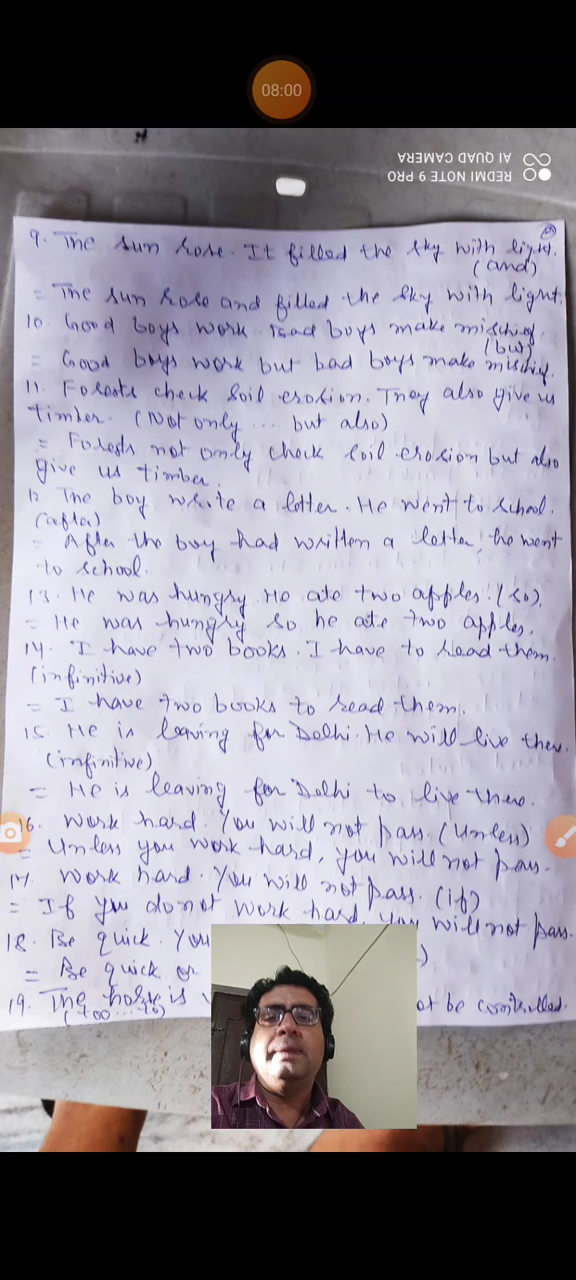 08:00
REDMI NOTE 9 PRO
AI QUAD CAMERA
9. The sun rose. It filled the sky with light.
(and)
= The sun rose and filled the sky with light.
10. Good boys work. Bad boys make mischief.
(but)
= Good boys work but bad boys make mischief.
11. Forests check soil erosion. They also give us
timber. (Not only .... but also)
= Forests not only check soil erosion but also
give us timber.
12. The boy write a letter. He went to school.
(after)
= After the boy had written a letter, he went
to school.
13. He was hungry. He ate two apples. (so).
= He was hungry so he ate two apples.
14. I have two books. I have to read them.
(infinitive)
= I have two books to read them.
15. He is leaving for Delhi. He will live there.
(infinitive)
= He is leaving for Delhi to live there.
16. Work hard. You will not pass. (Unless)
= Unless you work hard, you will not pass.
17. Work hard. You will not pass. (if)
= If you do not work hard, you will not pass.
18. Be quick. You
= Be quick or
19. The horse is not be controlled.
(too ... to)